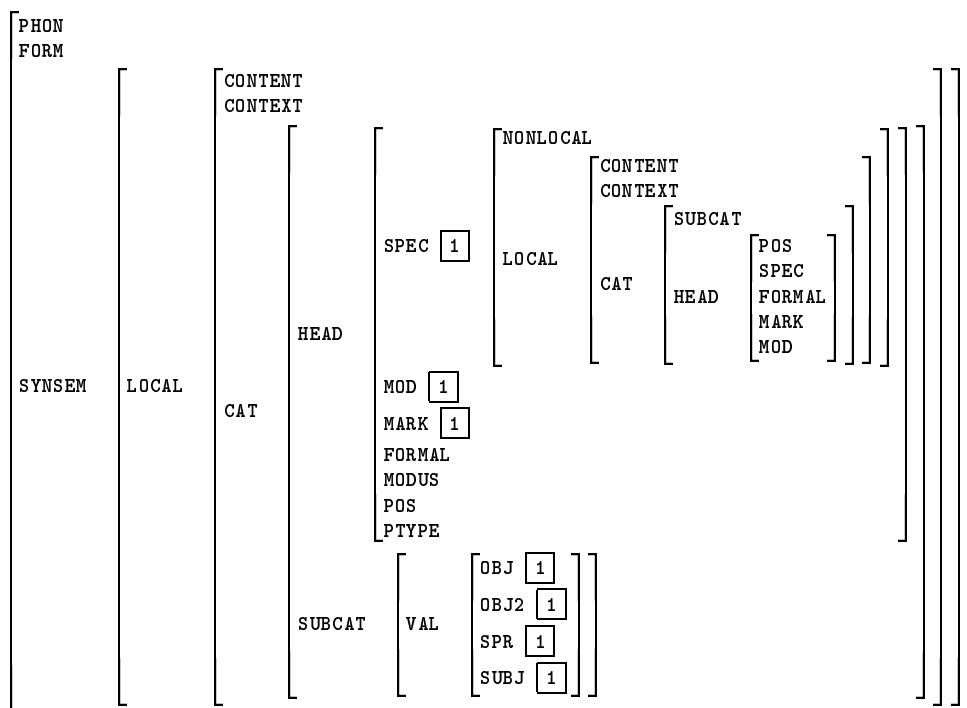 PHON
FORM
CONTENT
CONTEXT
NONLOCAL
CONTENT
CONTEXT
SUBCAT
SPEC 1
POS
LOCAL
SPEC
CAT
HEAD
FORMAL
MARK
HEAD
MOD
SYNSEM
LOCAL
MOD 1
CAT
MARK 1
FORMAL
MODUS
POS
PTYPE
OBJ 1
OBJ2 1
SUBCAT
VAL
SPR 1
SUBJ 1